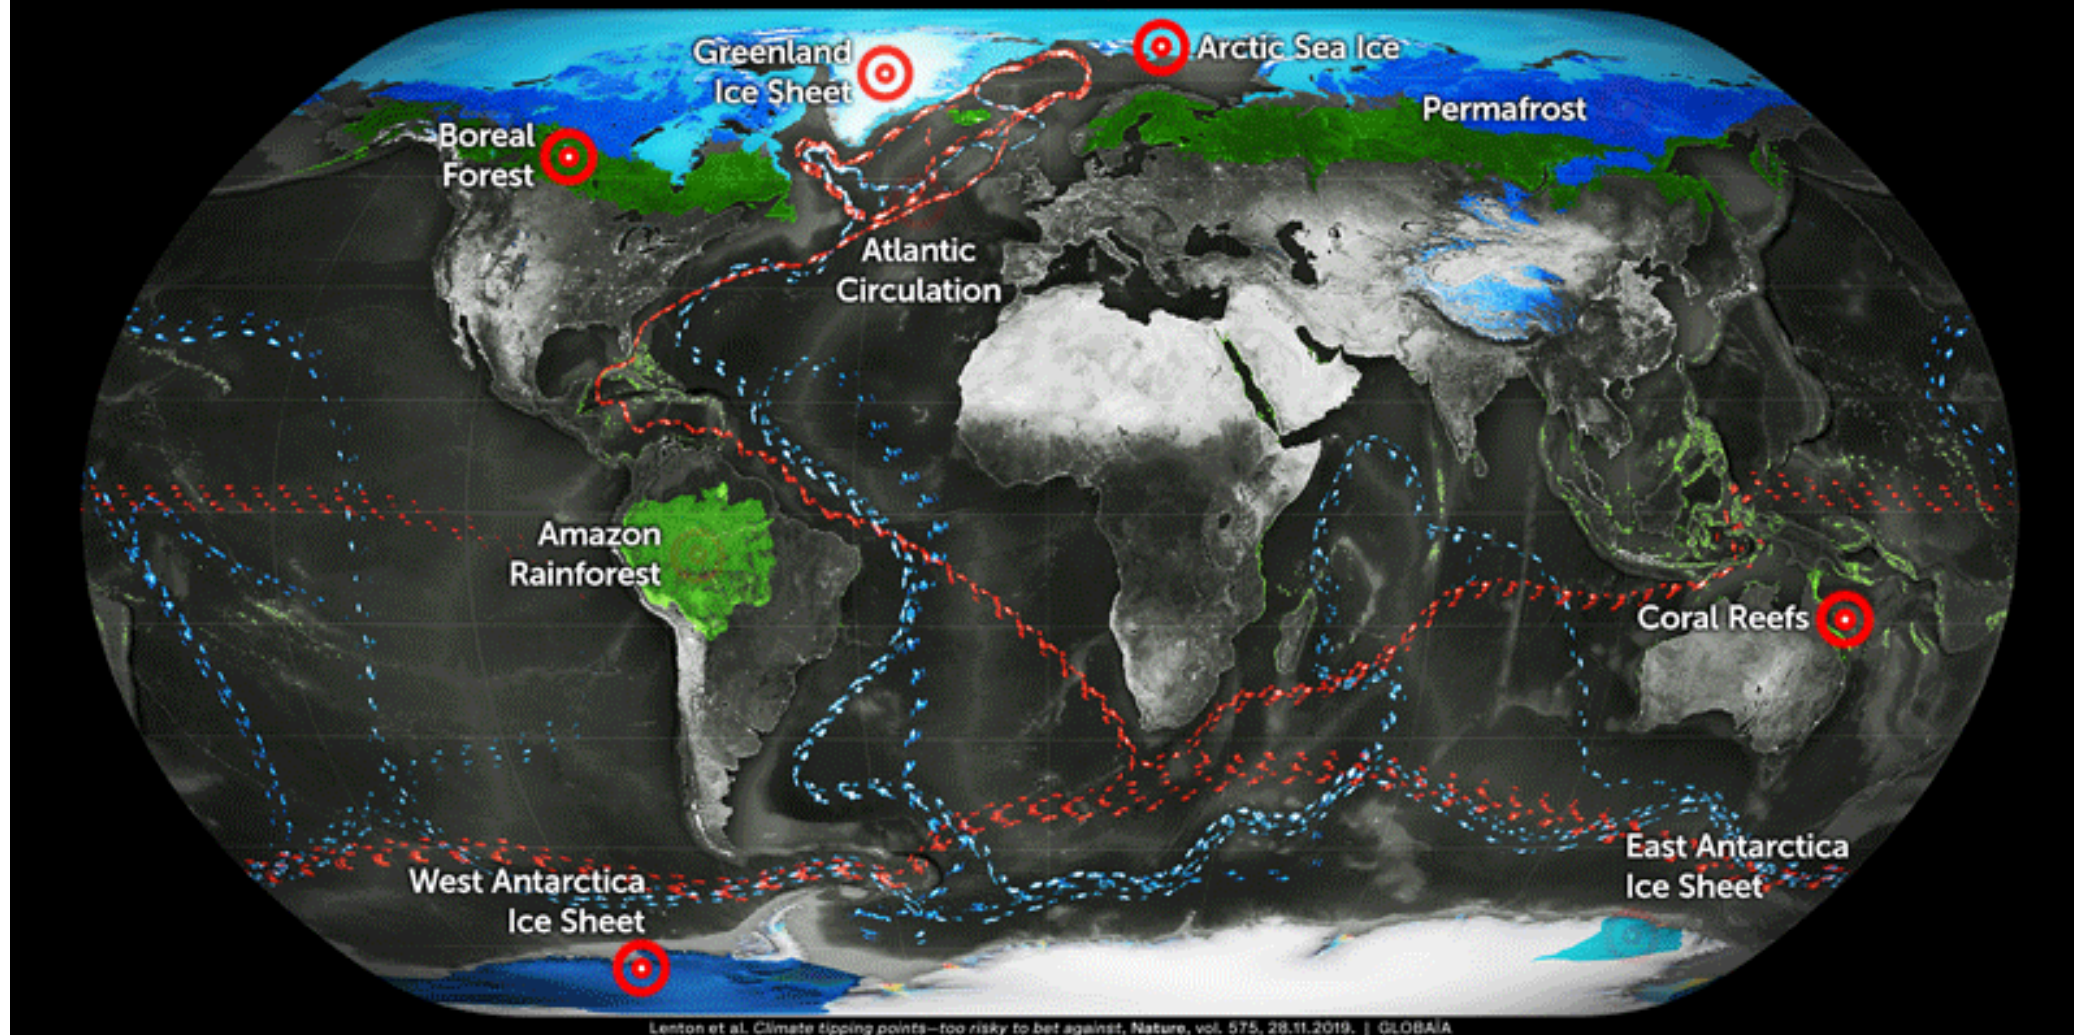 Greenland
Ice Sheet
Arctic Sea Ice
Permafrost
Boreal
Forest
Atlantic
Circulation
Amazon
Rainforest
Coral Reefs
East Antarctica
Ice Sheet
West Antarctica
Ice Sheet
Lenton et al. Climate tipping points—too risky to bet against, Nature, vol. 575, 28.11.2019. | GLOBAÏA